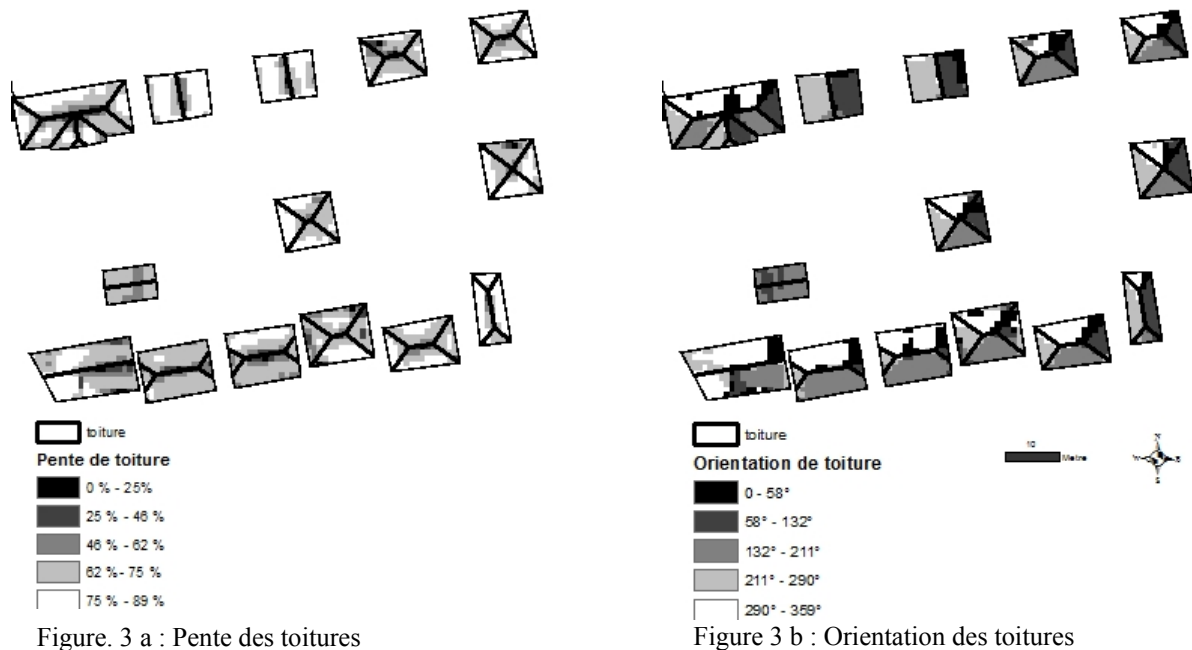 toiture
Pente de toiture
0 % - 25%
25 % - 46 %
46 % - 62 %
62 %- 75 %
75 % - 89 %
Figure. 3 a : Pente des toitures
toiture
Orientation de toiture
0 - 58°
58° - 132°
132° - 211°
211° - 290°
290° - 359°
10
Metre
N
W
S
Figure 3 b : Orientation des toitures